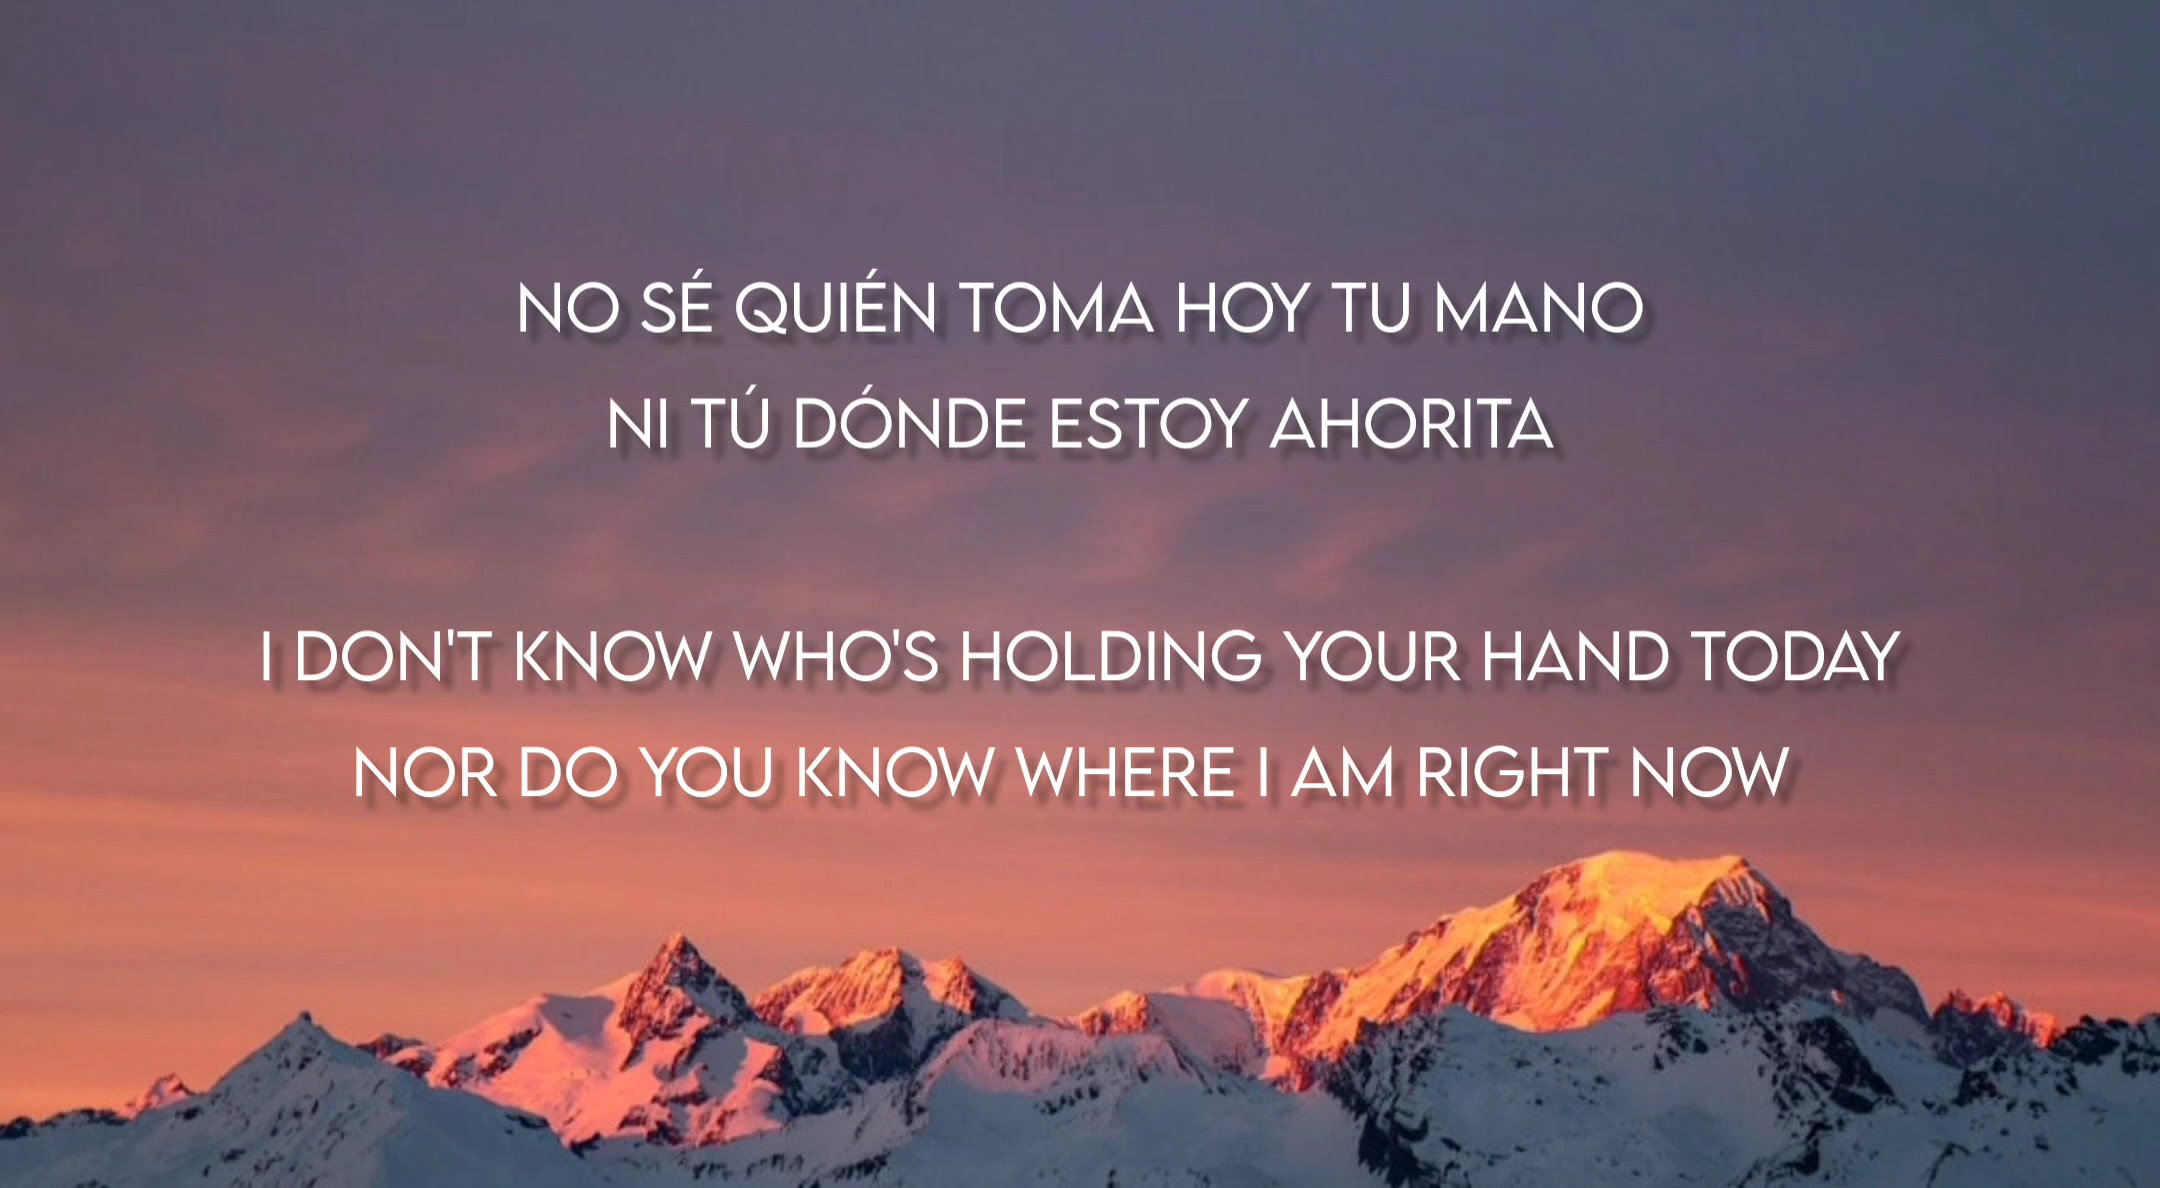 NO SÉ QUIÉN TOMA HOY TU MANO
NI TÚ DÓNDE ESTOY AHORITA
I DON'T KNOW WHO'S HOLDING YOUR HAND TODAY
NOR DO YOU KNOW WHERE I AM RIGHT NOW